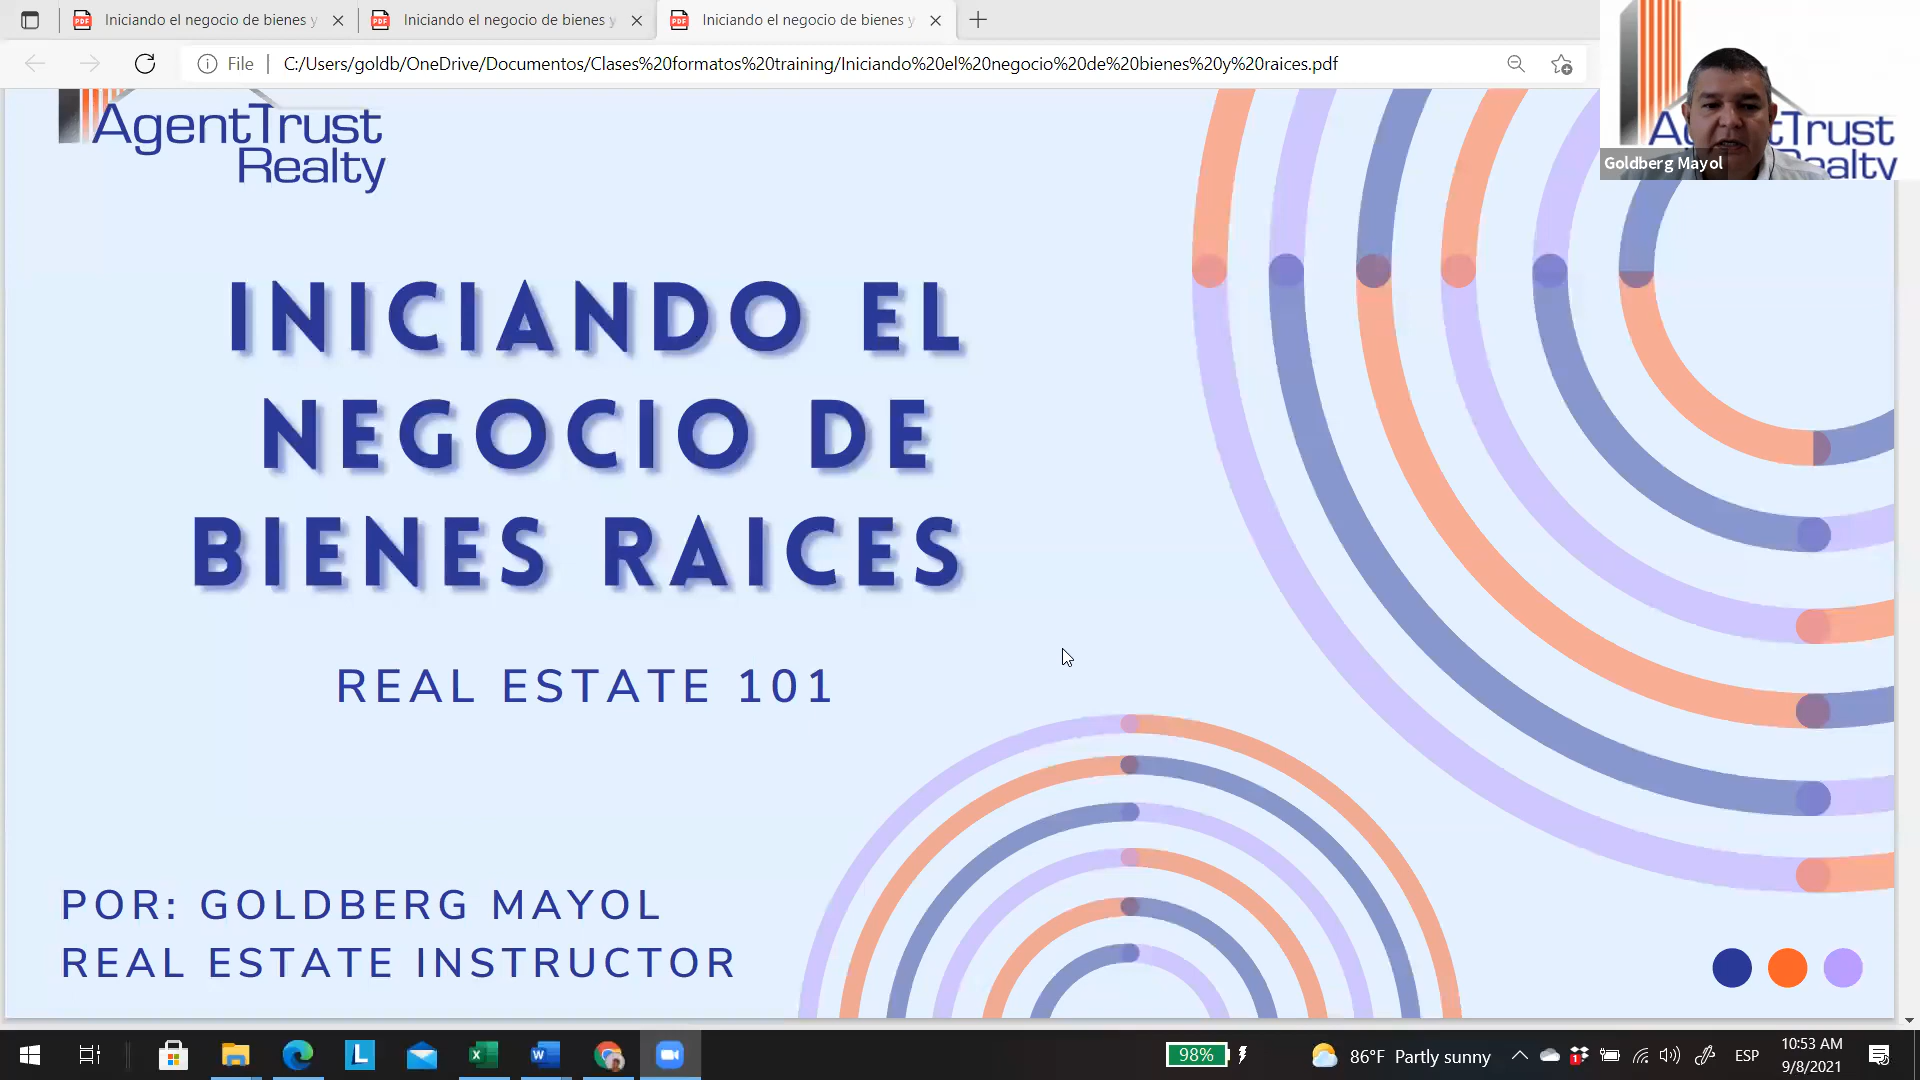 Iniciando el negocio de bienes y
Iniciando el negocio de bienes y
Iniciando el negocio de bienes y
File
C:/Users/goldb/OneDrive/Documentos/Clases%20formatos%20training/Iniciando%20el%20negocio%20de%20bienes%20y%20raices.pdf
AgentTrust
Realty
Goldberg Mayol
INICIANDO EL
NEGOCIO DE
BIENES RAICES
REAL ESTATE 101
POR: GOLDBERG MAYOL
REAL ESTATE INSTRUCTOR
98%
86°F Partly sunny
ESP
10:53 AM
9/8/2021